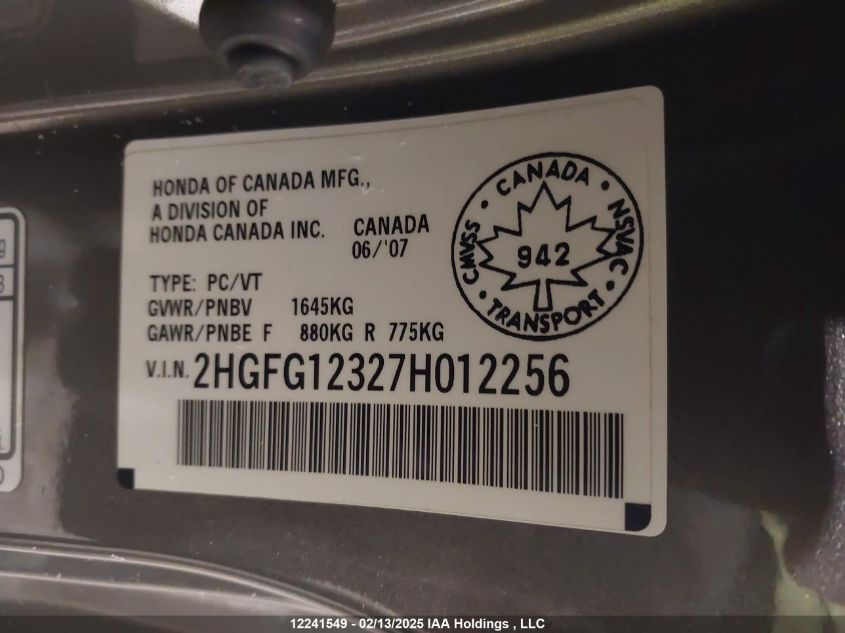 HONDA OF CANADA MFG.,
A DIVISION OF
HONDA CANADA INC.
CANADA
06/'07
TYPE: PC/VT
GVWR/PNBV 1645KG
GAWR/PNBE F 880KG R 775KG
V.I.N. 2HGFG12327H012256
CMVSS • CANADA • NSVAC • TRANSPORT •
942
g
3
12241549 - 02/13/2025 IAA Holdings , LLC